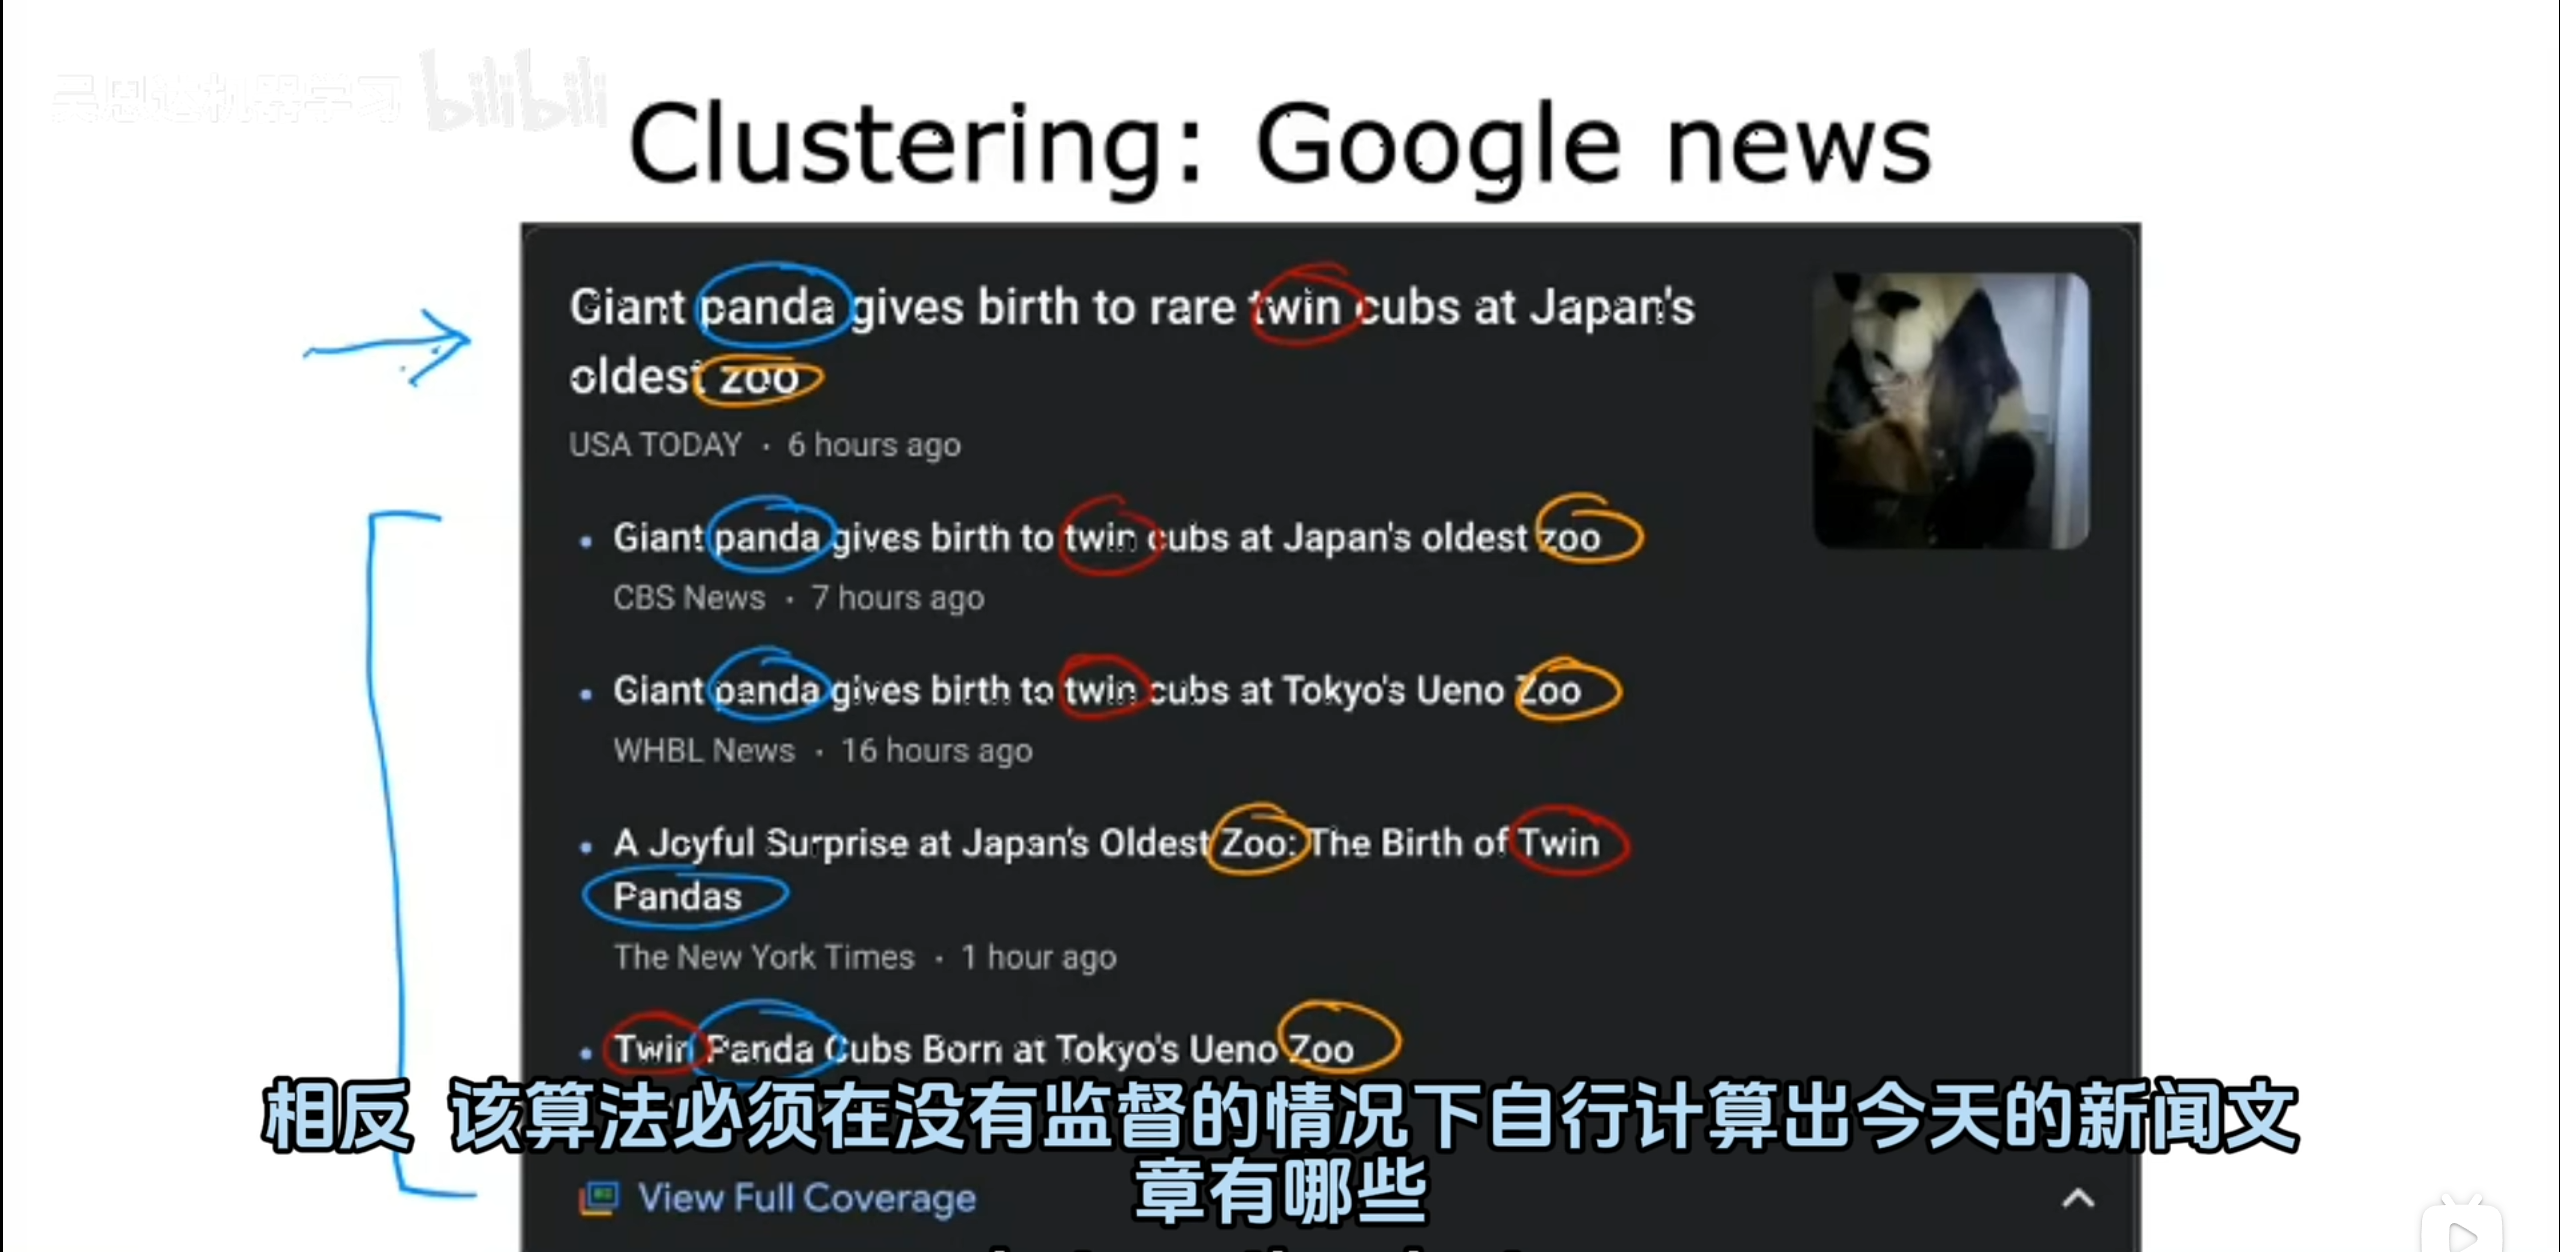 吴恩达机器学习 bilibili
Clustering: Google news
Giant panda gives birth to rare twin cubs at Japan's
oldest zoo
USA TODAY · 6 hours ago
• Giant panda gives birth to twin cubs at Japan's oldest zoo
CBS News · 7 hours ago
• Giant panda gives birth to twin cubs at Tokyo's Ueno Zoo
WHBL News · 16 hours ago
• A Joyful Surprise at Japan's Oldest Zoo: The Birth of Twin
Pandas
The New York Times · 1 hour ago
• Twin Panda Cubs Born at Tokyo's Ueno Zoo
相反 该算法必须在没有监督的情况下自行计算出今天的新闻文
章有哪些
View Full Coverage